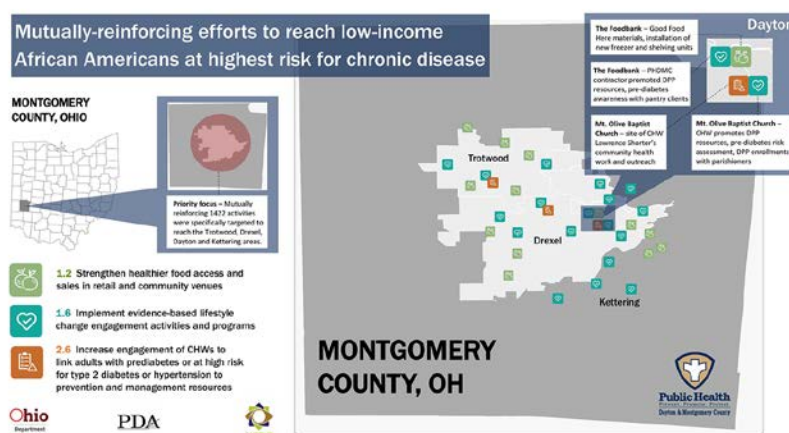 Mutually-reinforcing efforts to reach low-income
African Americans at highest risk for chronic disease
MONTGOMERY
COUNTY, OHIO
Priority focus – Mutually
reinforcing 1422 activities
were specifically targeted to
reach the Trotwood, Drexel,
Dayton and Kettering areas.
1.2 Strengthen healthier food access and
sales in retail and community venues
1.6 Implement evidence-based lifestyle
change engagement activities and programs
2.6 Increase engagement of CHWs to
link adults with prediabetes or at high risk
for type 2 diabetes or hypertension to
prevention and management resources
Ohio
Department
PDA
Trotwood
Drexel
Kettering
MONTGOMERY
COUNTY, OH
The Foodbank – Good Food
Here materials, installation of
new freezer and shelving units
The Foodbank – PHDMC
contractor promoted DPP
resources, pre-diabetes
awareness with pantry clients
Mt. Olive Baptist
Church – site of CHW
Lawrence Sherter's
community health
work and outreach
Dayton
Mt. Olive Baptist Church –
CHW promotes DPP
resources, pre-diabetes risk
assessment, DPP enrollments
with parishioners
Public Health
Prevent. Promote. Protect.
Dayton & Montgomery County